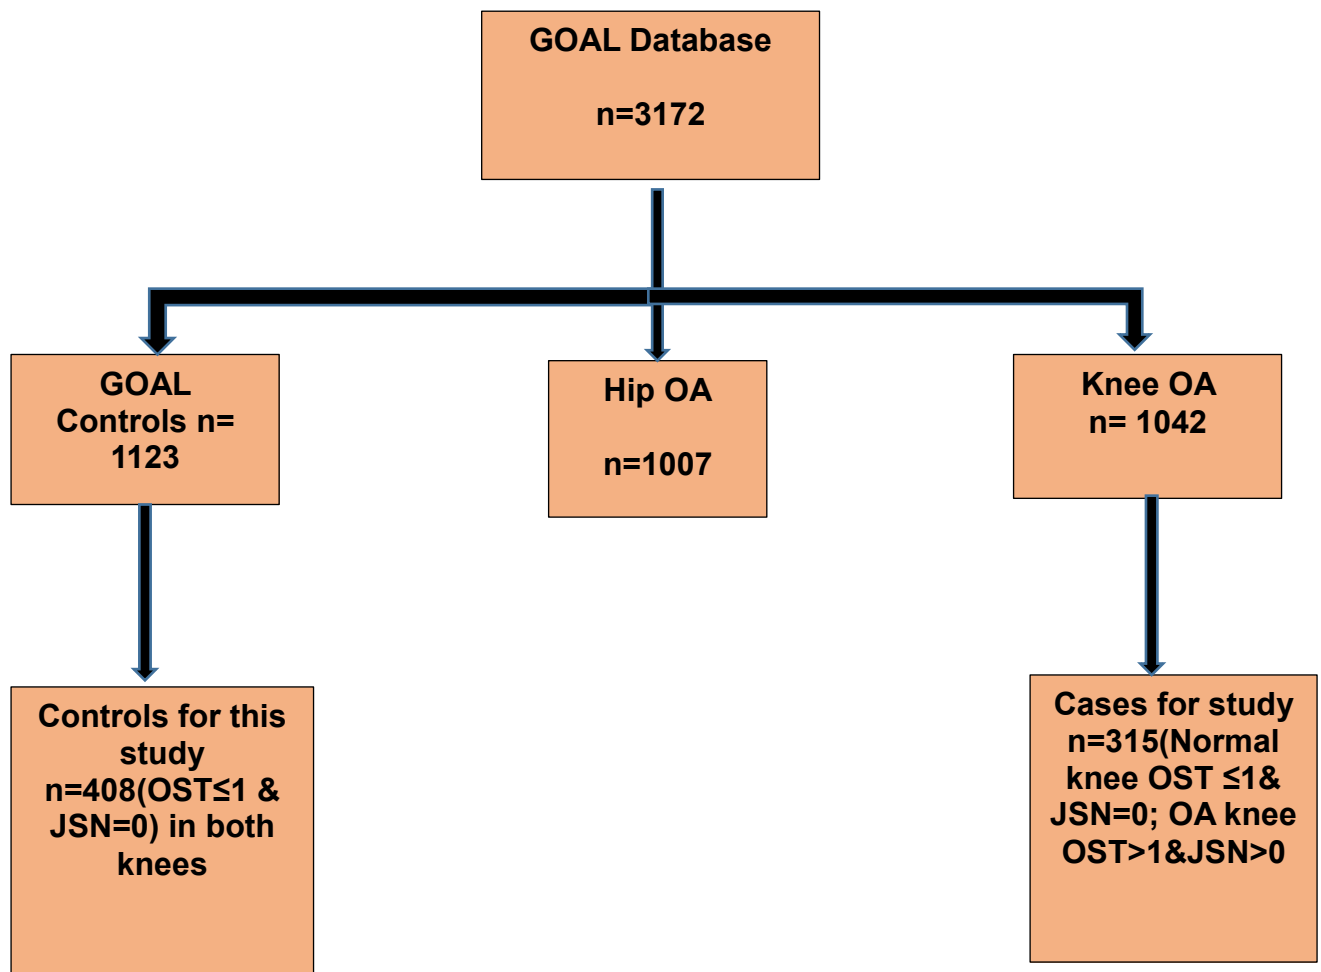 GOAL Database
n=3172
GOAL
Controls n=
1123
Hip OA
n=1007
Knee OA
n= 1042
Controls for this
study
n=408(OST≤1 &
JSN=0) in both
knees
Cases for study
n=315(Normal
knee OST ≤1&
JSN=0; OA knee
OST>1&JSN>0